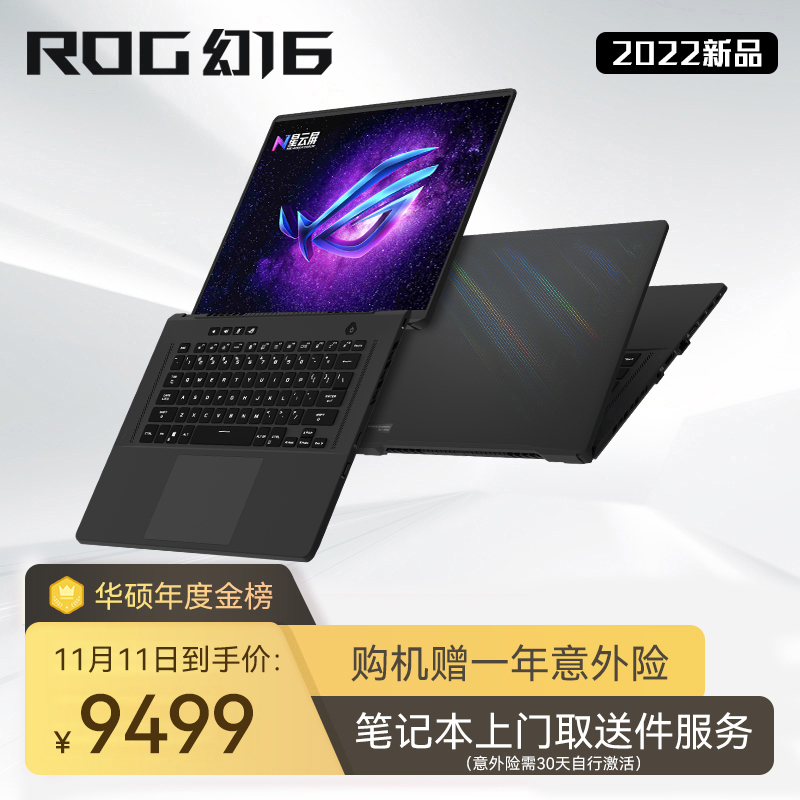 ROG 幻16
2022新品
星云屏
华硕年度金榜
11月11日到手价:
¥9499
购机赠一年意外险
笔记本上门取送件服务
(意外险需30天自行激活)